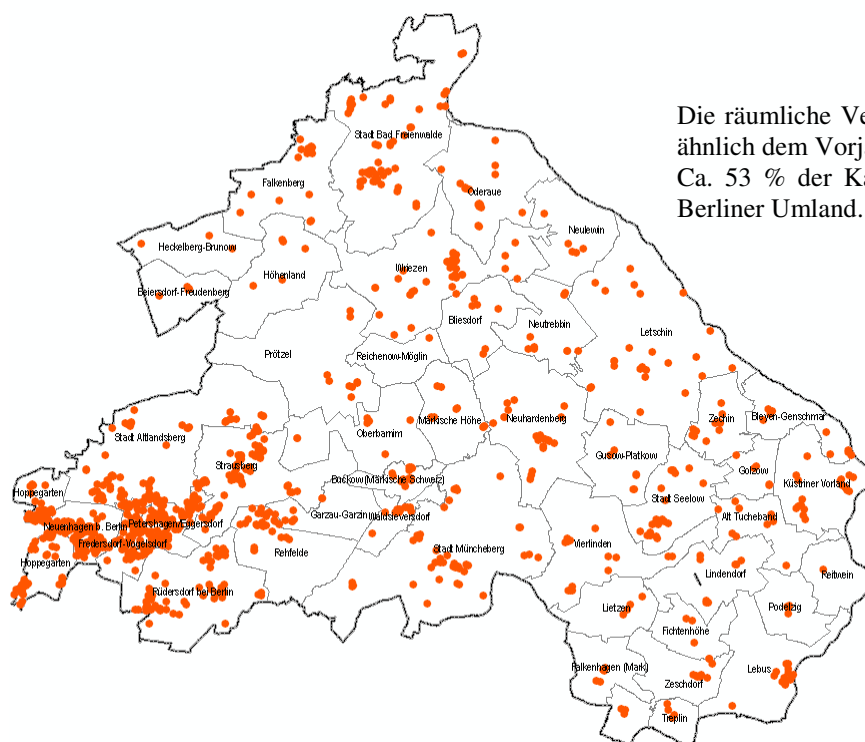 Die räumliche Ve
ähnlich dem Vorj
Ca. 53 % der Ka
Berliner Umland.
Stadt Bad Freienwalde
Falkenberg
Oderaue
Neulewin
Heckelberg-Brunow
Höhenland
Wriezen
Beiersdorf-Freudenberg
Bliesdorf
Neutrebbin
Letschin
Prötzel
Reichenow-Möglin
Stadt Altlandsberg
Strausberg
Oberbarnim
Märkische Höhe
Neuhardenberg
Zechin
Bleyen-Genschmar
Gusow-Platkow
Golzow
Küstriner Vorland
Buckow (Märkische Schweiz)
Hoppegarten
Garzau-Garzin
Waldsieversdorf
Stadt Seelow
Alt Tucheband
Neuenhagen b. Berlin
Petershagen/Eggersdorf
Fredersdorf-Vogelsdorf
Hoppegarten
Rehfelde
Stadt Müncheberg
Vierlinden
Lindendorf
Reitwein
Rüdersdorf bei Berlin
Lietzen
Podelzig
Fichtenhöhe
Falkenhagen (Mark)
Zeschdorf
Lebus
Treplin